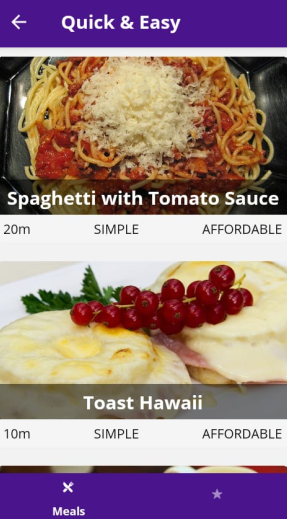 Quick & Easy
Spaghetti with Tomato Sauce
20m SIMPLE AFFORDABLE
Toast Hawaii
10m SIMPLE AFFORDABLE
Meals